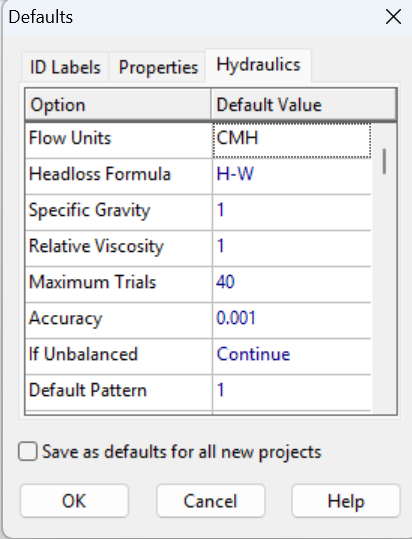 Defaults
ID Labels Properties Hydraulics
Option Default Value
Flow Units CMH
Headloss Formula H-W
Specific Gravity 1
Relative Viscosity 1
Maximum Trials 40
Accuracy 0.001
If Unbalanced Continue
Default Pattern 1
Save as defaults for all new projects
OK Cancel Help